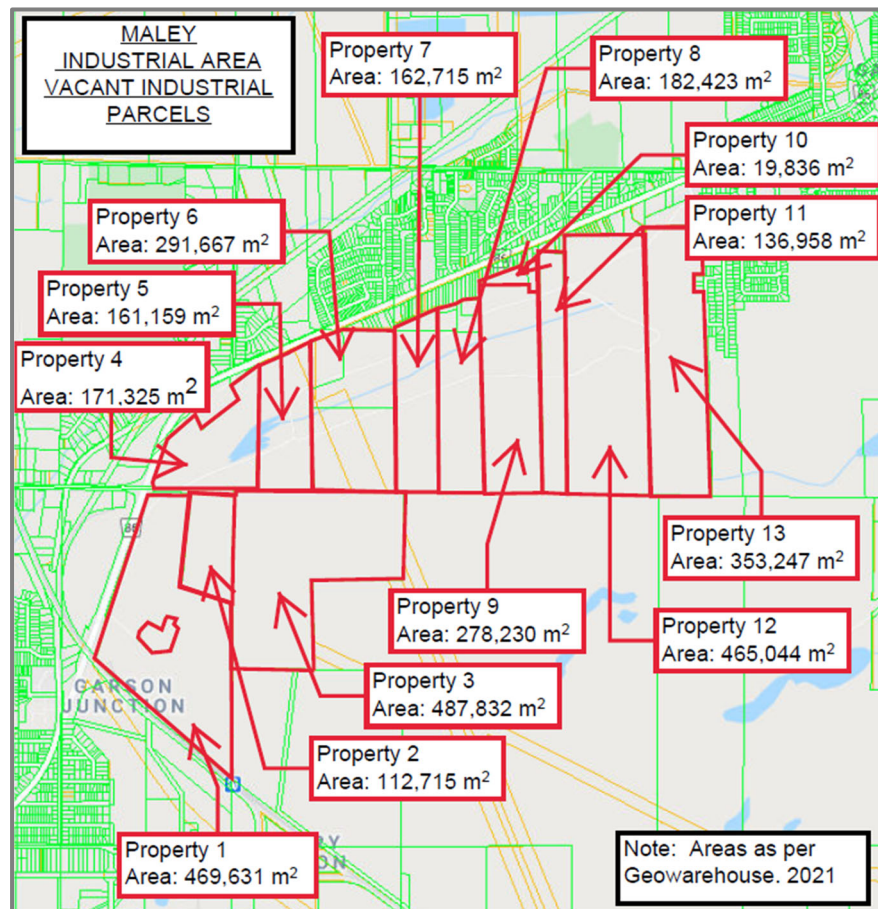 MALEY
INDUSTRIAL AREA
VACANT INDUSTRIAL
PARCELS
Property 7
Area: 162,715 m²
Property 8
Area: 182,423 m²
Property 10
Area: 19,836 m²
Property 11
Area: 136,958 m²
Property 6
Area: 291,667 m²
Property 5
Area: 161,159 m²
Property 4
Area: 171,325 m²
86
86
Property 13
Area: 353,247 m²
Property 9
Area: 278,230 m²
Property 12
Area: 465,044 m²
GARSON
JUNCTION
Property 3
Area: 487,832 m²
Property 2
Area: 112,715 m²
Property 1
Area: 469,631 m²
Note: Areas as per
Geowarehouse. 2021